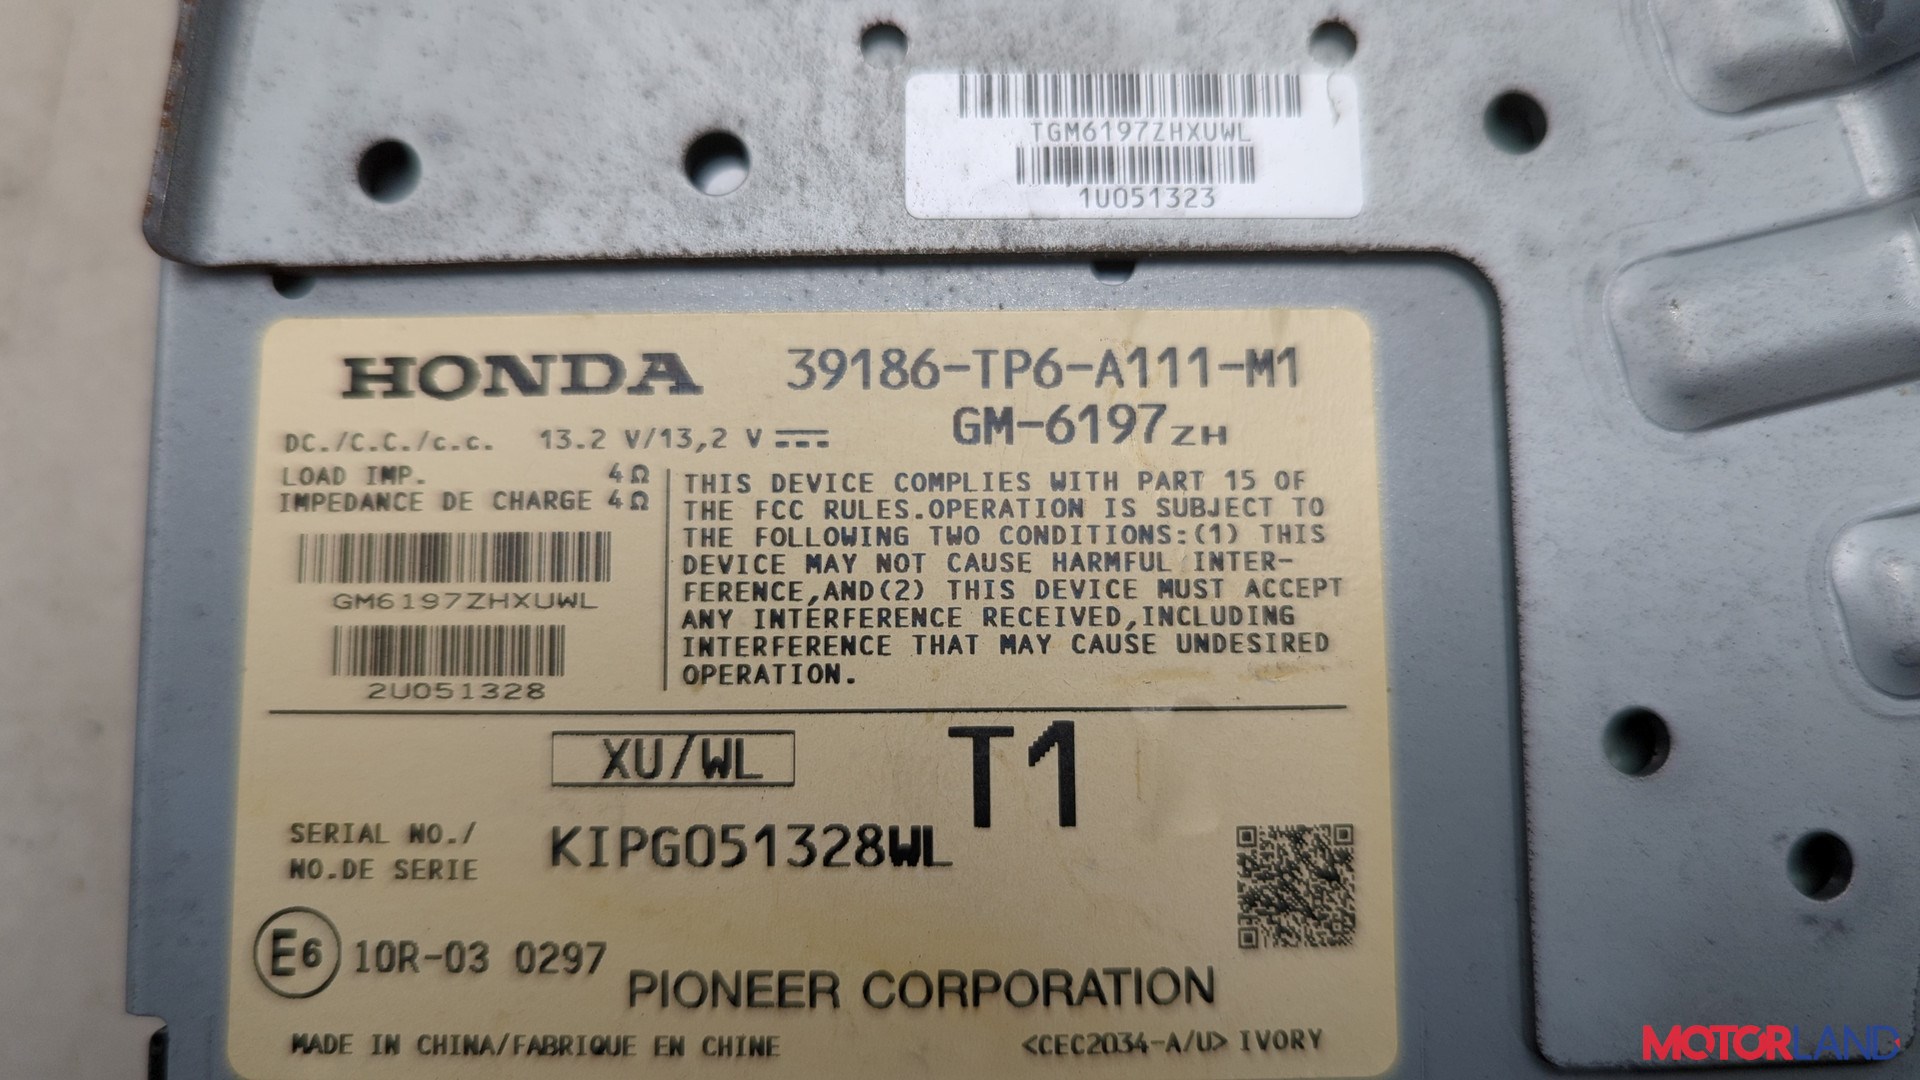 TGM6197ZHXUWL
1U051323
HONDA 39186-TP6-A111-M1
GM-6197ZH
DC./C.C./c.c. 13.2 V/13,2 V
LOAD IMP. 4Ω
IMPEDANCE DE CHARGE 4Ω
GM6197ZHXUWL
2U051328
THIS DEVICE COMPLIES WITH PART 15 OF
THE FCC RULES.OPERATION IS SUBJECT TO
THE FOLLOWING TWO CONDITIONS:(1) THIS
DEVICE MAY NOT CAUSE HARMFUL INTER-
FERENCE,AND(2) THIS DEVICE MUST ACCEPT
ANY INTERFERENCE RECEIVED,INCLUDING
INTERFERENCE THAT MAY CAUSE UNDESIRED
OPERATION.
XU/WL
T1
SERIAL NO./
NO.DE SERIE
KIPG051328WL
E6 10R-03 0297
PIONEER CORPORATION
MADE IN CHINA/FABRIQUE EN CHINE
<CEC2034-A/U> IVORY
MOTORLAND